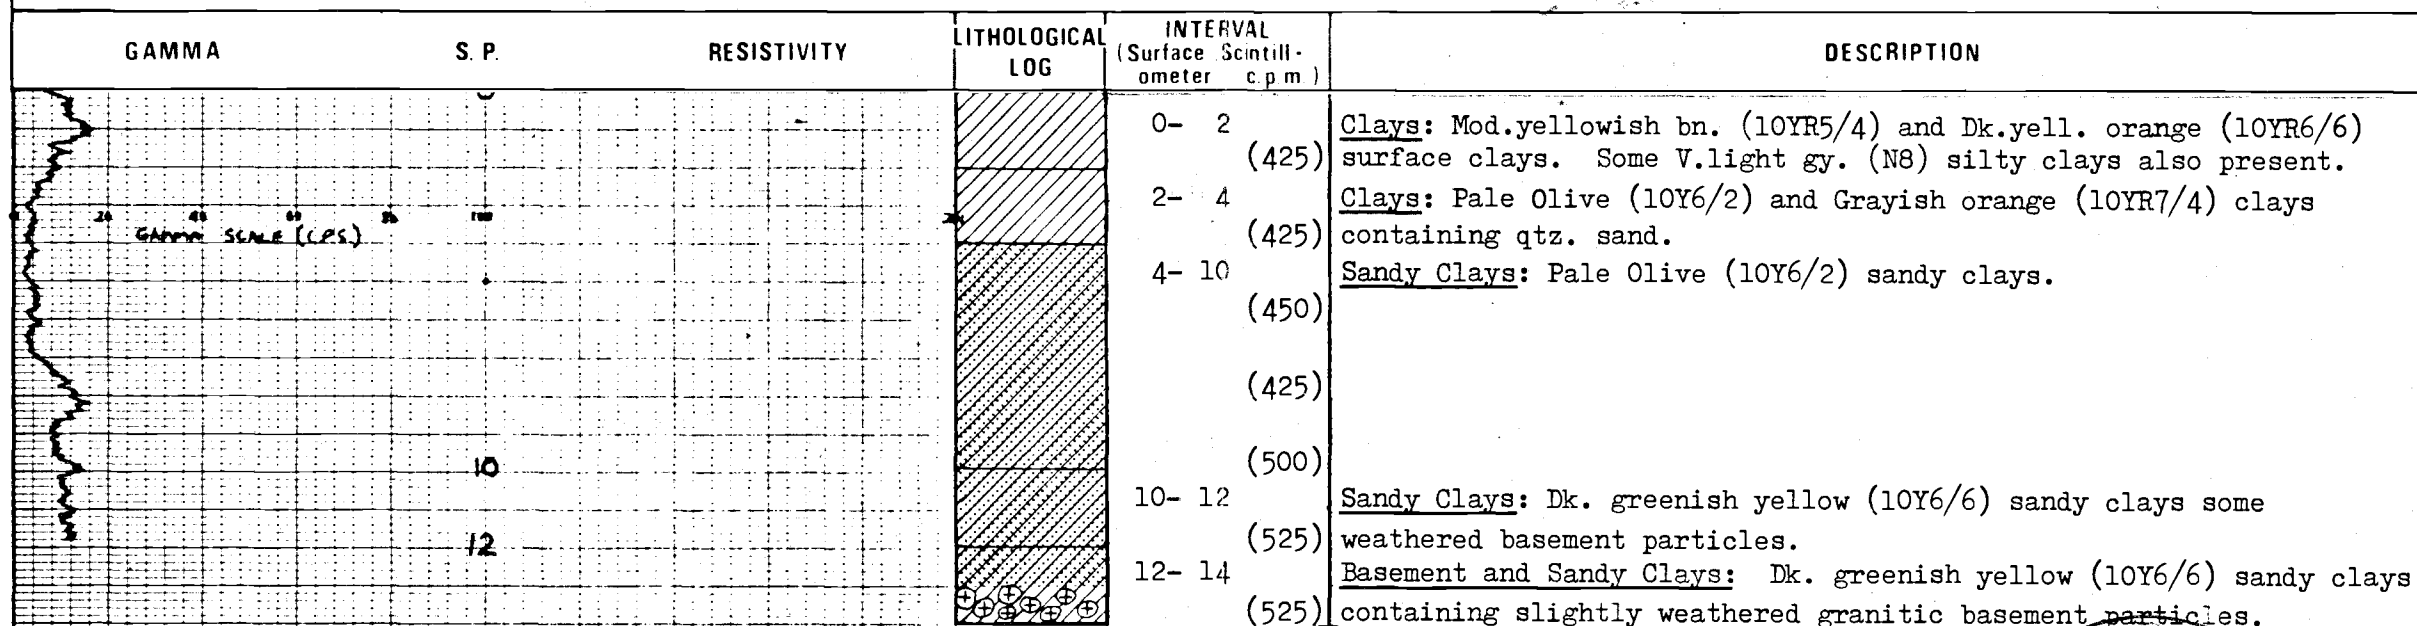 GAMMA S. P. RESISTIVITY LITHOLOGICAL LOG INTERVAL (Surface Scintill- ometer c.p.m.) DESCRIPTION
0- 2 Clays: Mod.yellowish bn. (10YR5/4) and Dk.yell. orange (10YR6/6)
(425) surface clays. Some V.light gy. (N8) silty clays also present.
2- 4 Clays: Pale Olive (10Y6/2) and Grayish orange (10YR7/4) clays
20 40 60
GAMMA SCALE (C.P.S.) (425) containing qtz. sand.
4- 10 Sandy Clays: Pale Olive (10Y6/2) sandy clays.
(450)
(425)
10 (500)
10- 12 Sandy Clays: Dk. greenish yellow (10Y6/6) sandy clays some
12 (525) weathered basement particles.
12- 14 Basement and Sandy Clays: Dk. greenish yellow (10Y6/6) sandy clays
(525) containing slightly weathered granitic basement particles.